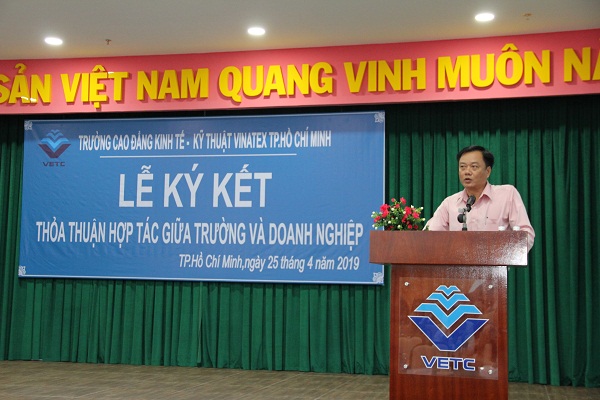 SẢN VIỆT NAM QUANG VINH MUÔN NĂ
TRƯỜNG CAO ĐẲNG KINH TẾ - KỸ THUẬT VINATEX TP.HỒ CHÍ MINH
VETC
LỄ KÝ KẾT
THỎA THUẬN HỢP TÁC GIỮA TRƯỜNG VÀ DOANH NGHIỆP
TP.Hồ Chí Minh,ngày 25 tháng 4 năm 2019
VETC